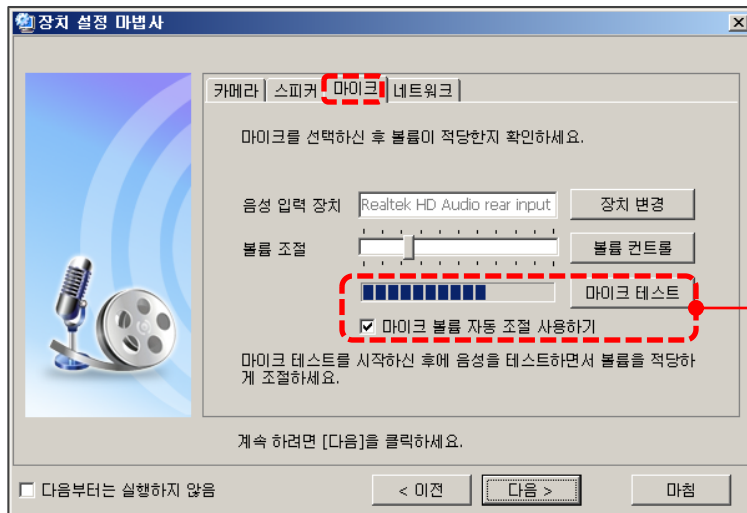 장치 설정 마법사
카메라 스피커 마이크 네트워크
마이크를 선택하신 후 볼륨이 적당한지 확인하세요.
음성 입력 장치 Realtek HD Audio rear input 장치 변경
볼륨 조절 볼륨 컨트롤
마이크 테스트
마이크 볼륨 자동 조절 사용하기
마이크 테스트를 시작하신 후에 음성을 테스트하면서 볼륨을 적당하
게 조절하세요.
계속 하려면 [다음]을 클릭하세요.
다음부터는 실행하지 않음 < 이전 다음 > 마침